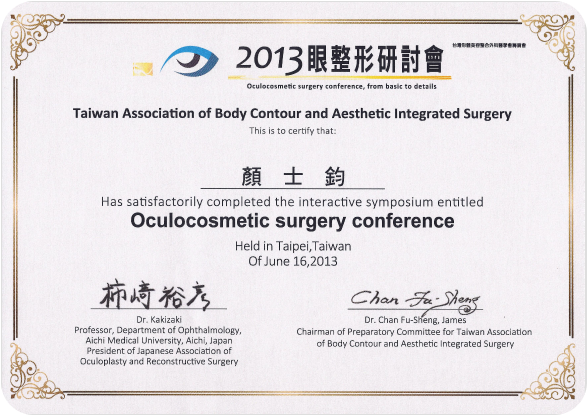 2013眼整形研討會
台灣形體美容整合外科醫學會籌備會
Oculocosmetic surgery conference, from basic to details
Taiwan Association of Body Contour and Aesthetic Integrated Surgery
This is to certify that:
顏 士 鈞
Has satisfactorily completed the interactive symposium entitled
Oculocosmetic surgery conference
Held in Taipei,Taiwan
Of June 16,2013
柿崎裕彦
Dr. Kakizaki
Professor, Department of Ophthalmology,
Aichi Medical University, Aichi, Japan
President of Japanese Association of
Oculoplasty and Reconstructive Surgery
Chan Fu-Sheng
Dr. Chan Fu-Sheng, James
Chairman of Preparatory Committee for Taiwan Association
of Body Contour and Aesthetic Integrated Surgery